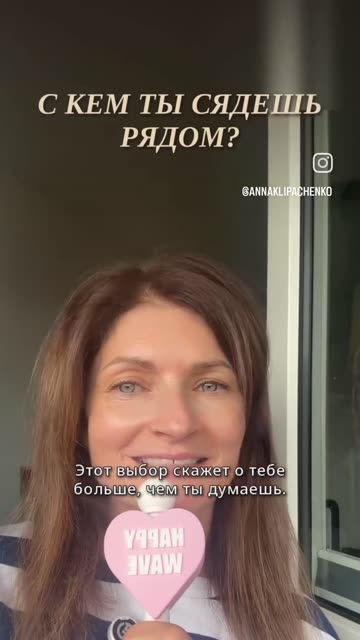 С КЕМ ТЫ СЯДЕШЬ
РЯДОМ?
@ANNAKLIPACHENKO
Этот выбор скажет о тебе
больше, чем ты думаешь.
HAPPY
WAVE